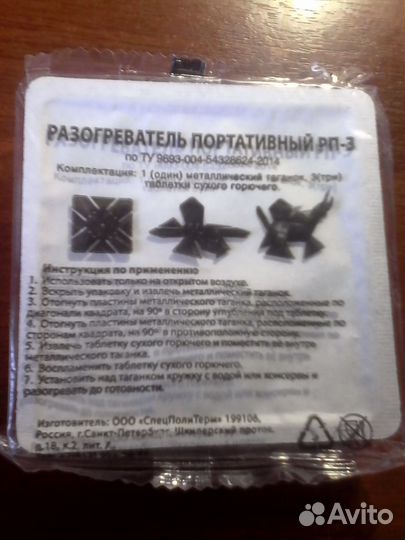 РАЗОГРЕВАТЕЛЬ ПОРТАТИВНЫЙ РП-3
по ТУ 9693-004-54328624-2014
Комплектация: 1 (один) металлический таганок, 3(три)
таблетки сухого горючего.
Инструкция по применению
1. Использовать только на открытом воздухе.
2. Вскрыть упаковку и извлечь металлический таганок.
3. Отогнуть пластины металлического таганка, расположенные по
диагонали квадрата, на 90° в сторону углубления под таблетку.
4. Отогнуть пластины металлического таганка, расположенные по
сторонам квадрата, на 90° в противоположную сторону.
5. Извлечь таблетку сухого горючего и поместить во внутрь
металлического таганка.
6. Воспламенить таблетку сухого горючего.
7. Установить над таганком кружку с водой или консервы и
разогревать до готовности.
Изготовитель: ООО «СпецПолиТерм» 199106,
Россия, г.Санкт-Петербург, Шкиперский проток,
д.18, к.2, лит.
Avito